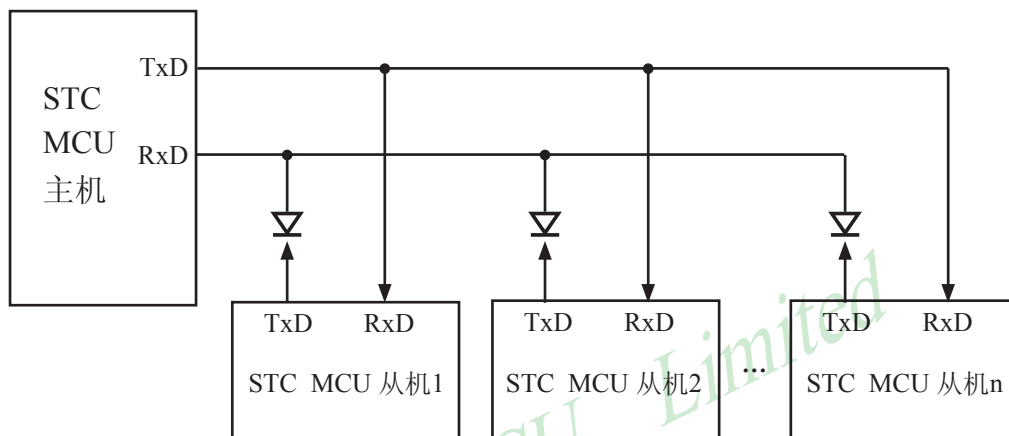 TxD
STC
MCU
主机
RxD
TxD RxD
STC MCU 从机1
TxD RxD
STC MCU 从机2
...
TxD RxD
STC MCU 从机n
MCU Limited